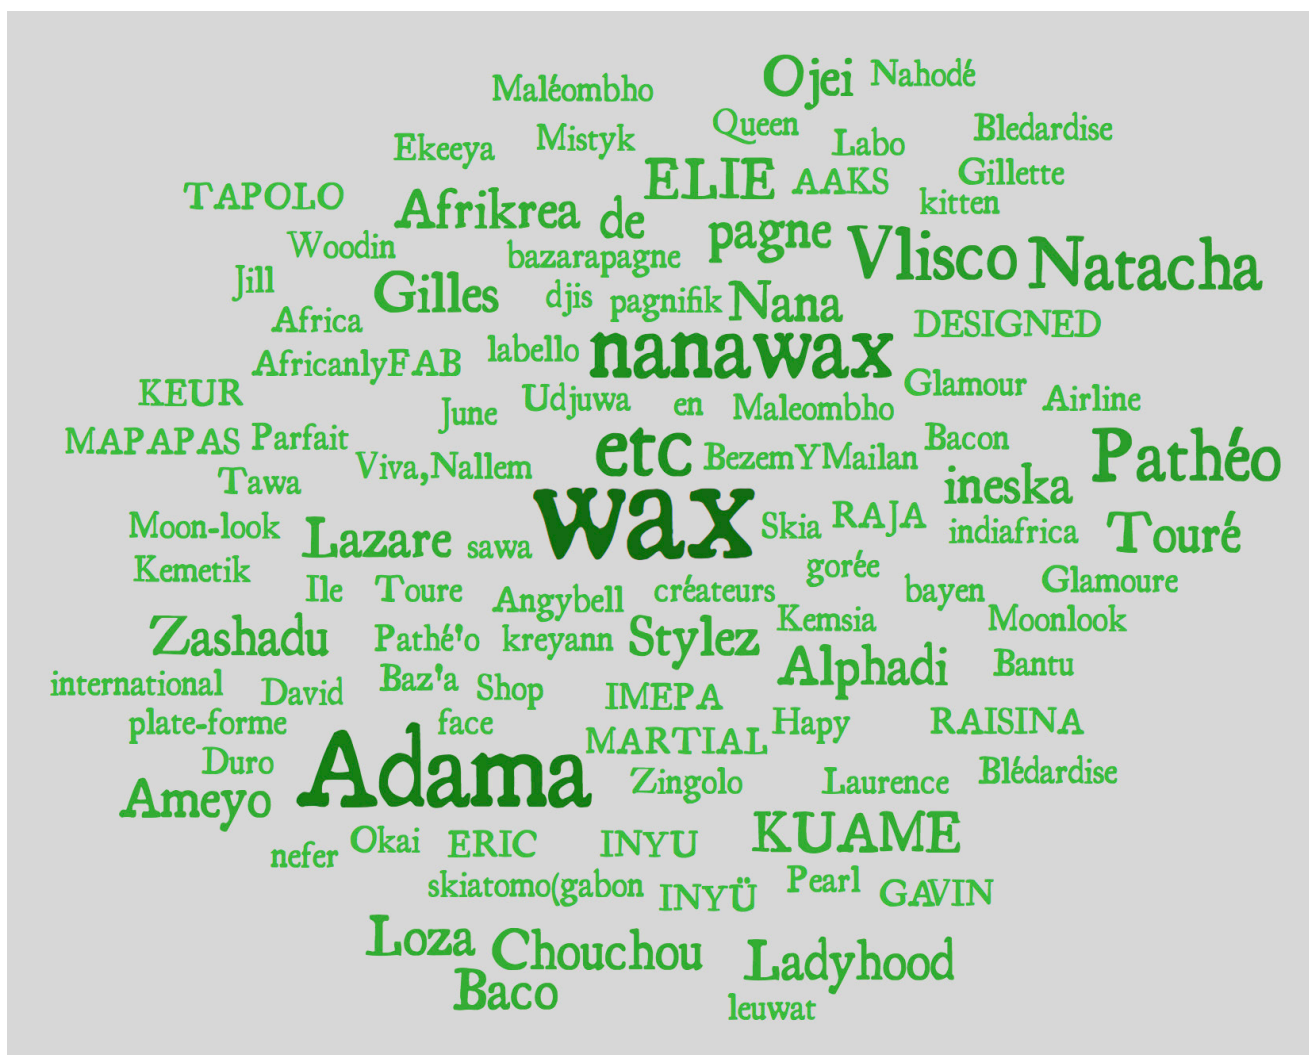 Ojei Nahodé
Maléombho
Queen Bledardise
Ekeeya Mistyk Labo
ELIE AAKS Gillette
TAPOLO Afrikrea de kitten
pagne Vlisco Natacha
Woodin bazarapagne
Jill Gilles djis pagnifik Nana
Africa DESIGNED
AfricanlyFAB labello nanawax
KEUR Glamour Airline
June Udjuwa en Maleombho
MAPAPAS Parfait etc Bacon Pathéo
Viva,Nallem BezemYMailan
Tawa ineska
Moon-look Lazare sawa wax Skia RAJA indiafrica Touré
Kemetik gorée
Ile Toure Angybell créateurs bayen Glamoure
Zashadu Pathé'o kreyann Stylez Kemsia Moonlook
Alphadi Bantu
international David Baz'a Shop IMEPA
plate-forme face Hapy RAISINA
MARTIAL
Duro Adama Zingolo Laurence Blédardise
Ameyo
Okai ERIC INYU KUAME
nefer
skiatomo(gabon INYÜ Pearl GAVIN
Loza Chouchou Ladyhood
Baco
leuwat